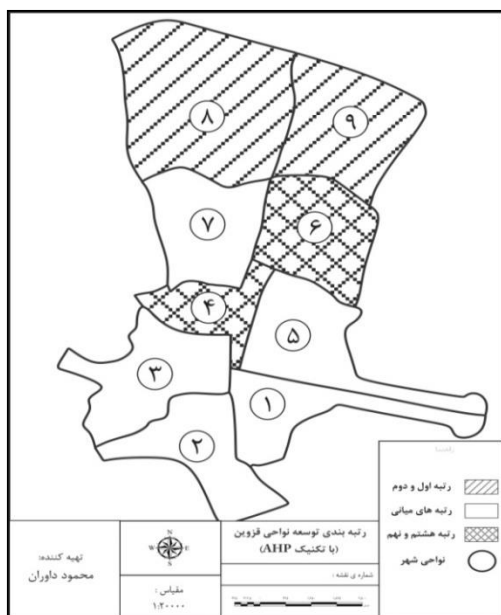 ۸
۹
۷
۶
۴
۵
۳
۱
۲
راهنما
رتبه اول و دوم
رتبه های میانی
رتبه هشتم و نهم
نواحی شهر
رتبه بندی توسعه نواحی قزوین
(با تکنیک AHP)
شماره ی نقشه :
N
W E
S
مقیاس :
۱:۲۰۰۰۰
تهیه کننده:
محمود داوران